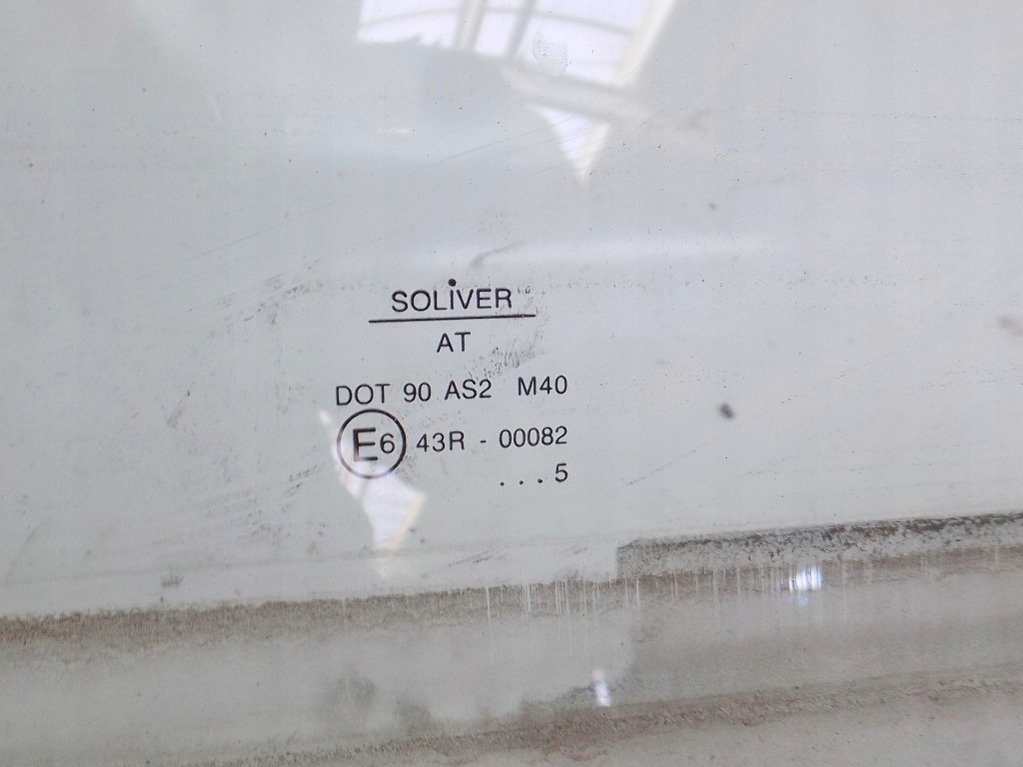 SOLiVER
AT
DOT 90 AS2 M40
E6 43R - 00082
...5